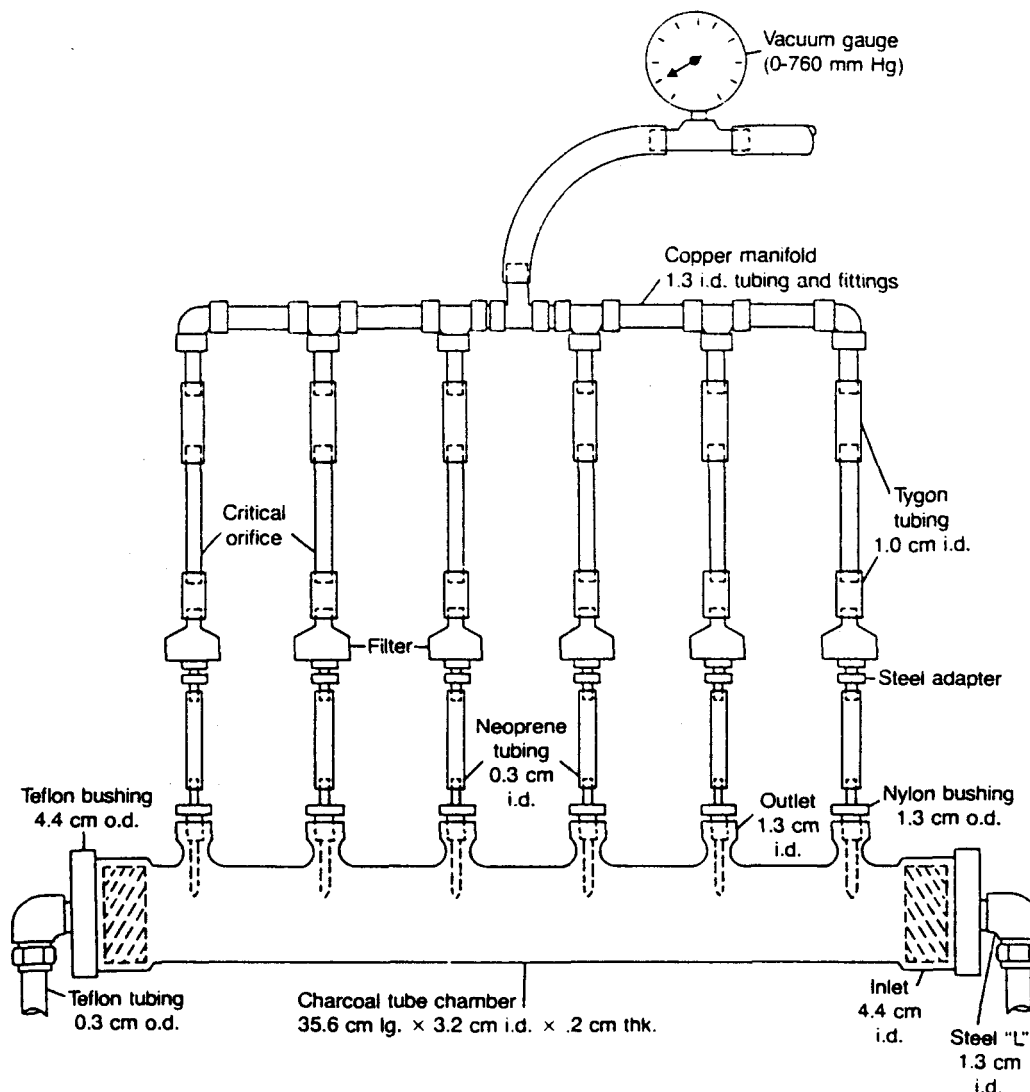 Vacuum gauge
(0-760 mm Hg)
Copper manifold
1.3 i.d. tubing and fittings
Critical
orifice
Tygon
tubing
1.0 cm i.d.
Filter
Steel adapter
Neoprene
tubing
0.3 cm
i.d.
Teflon bushing
4.4 cm o.d.
Outlet
1.3 cm
i.d.
Nylon bushing
1.3 cm o.d.
Teflon tubing
0.3 cm o.d.
Charcoal tube chamber
35.6 cm lg. × 3.2 cm i.d. × .2 cm thk.
Inlet
4.4 cm
i.d.
Steel "L"
1.3 cm
i.d.